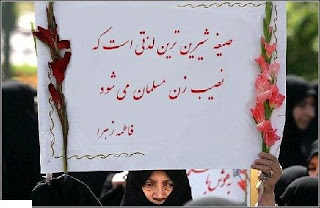 صیغه شیرین ترین لذتی است که
نصیب زن مسلمان می شود
فاطمه زهرا